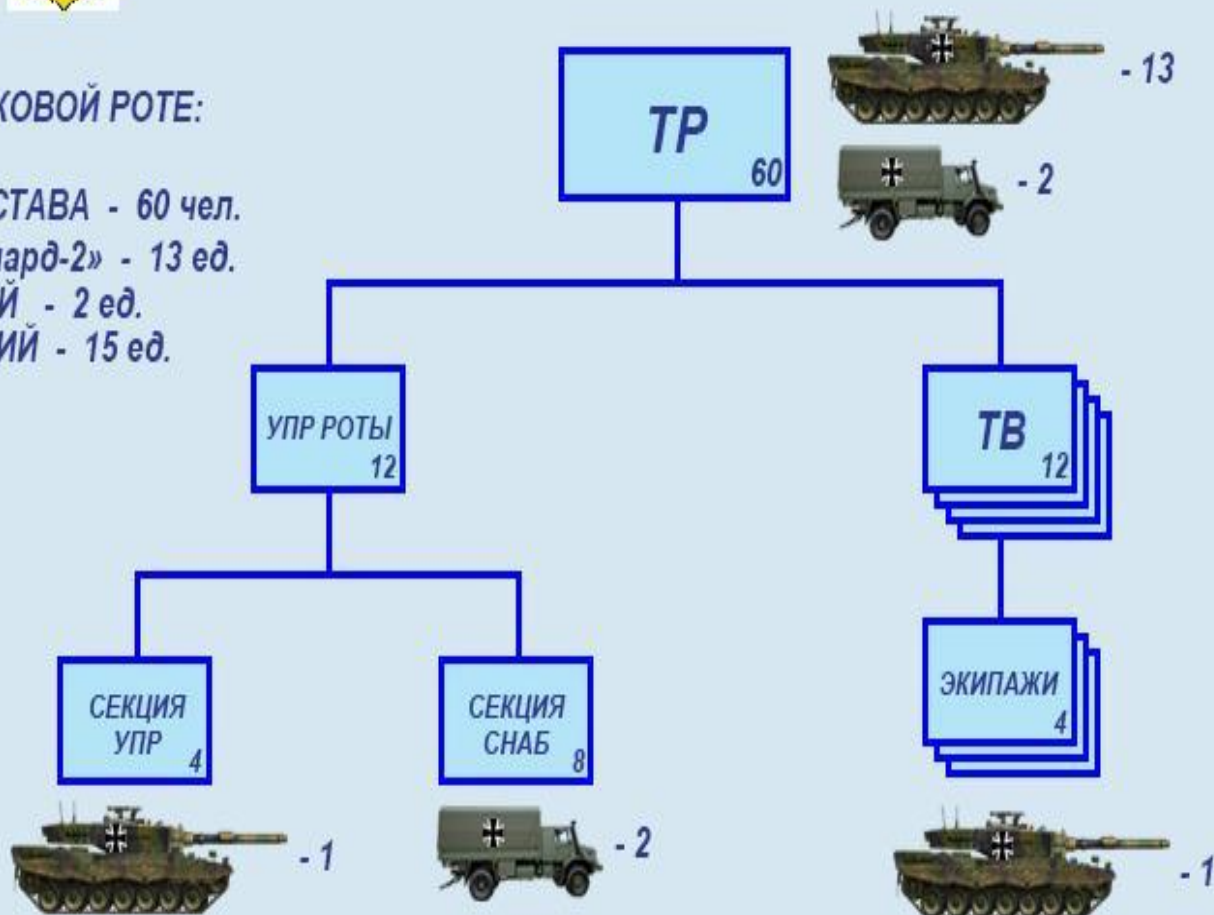 КОВОЙ РОТЕ:
СТАВА - 60 чел.
ард-2» - 13 ед.
Й - 2 ед.
ИЙ - 15 ед.
ТР
60
- 13
- 2
УПР РОТЫ
12
ТВ
12
СЕКЦИЯ
УПР
4
СЕКЦИЯ
СНАБ
8
ЭКИПАЖИ
4
- 1
- 2
- 1